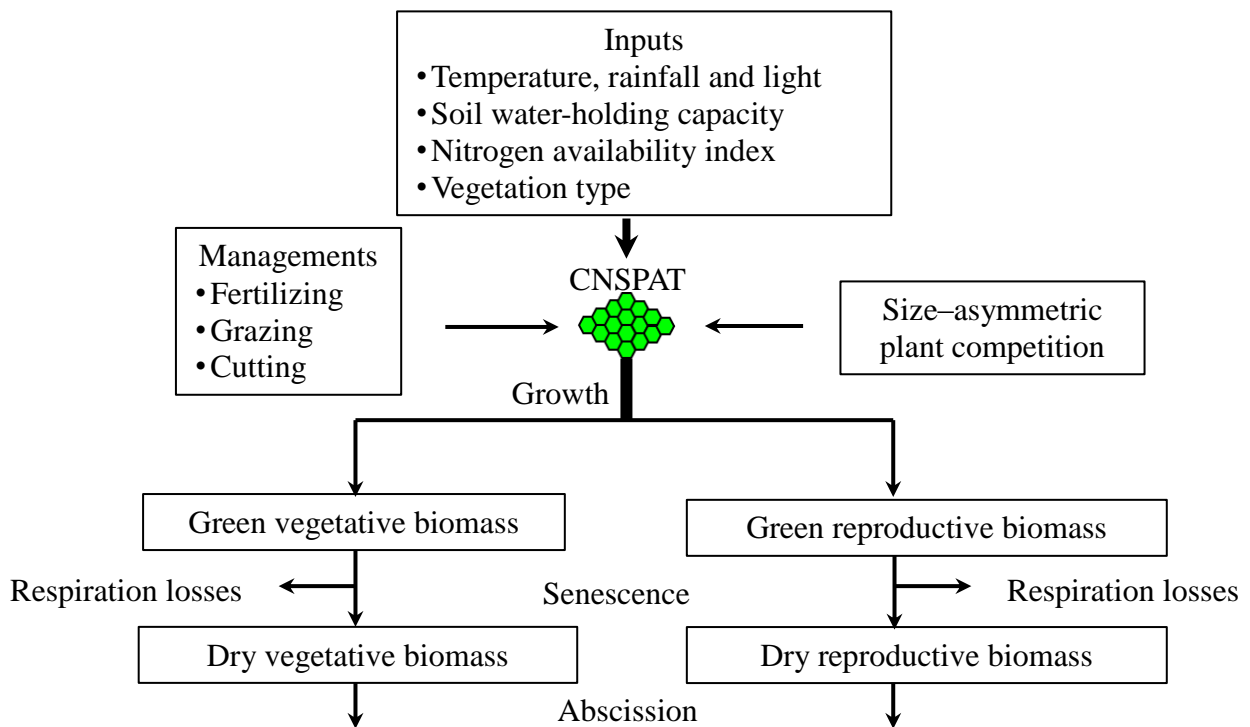 Inputs
•Temperature, rainfall and light
•Soil water-holding capacity
•Nitrogen availability index
•Vegetation type
Managements
•Fertilizing
•Grazing
•Cutting
CNSPAT
Size–asymmetric
plant competition
Growth
Green vegetative biomass
Green reproductive biomass
Respiration losses
Senescence
Respiration losses
Dry vegetative biomass
Dry reproductive biomass
Abscission